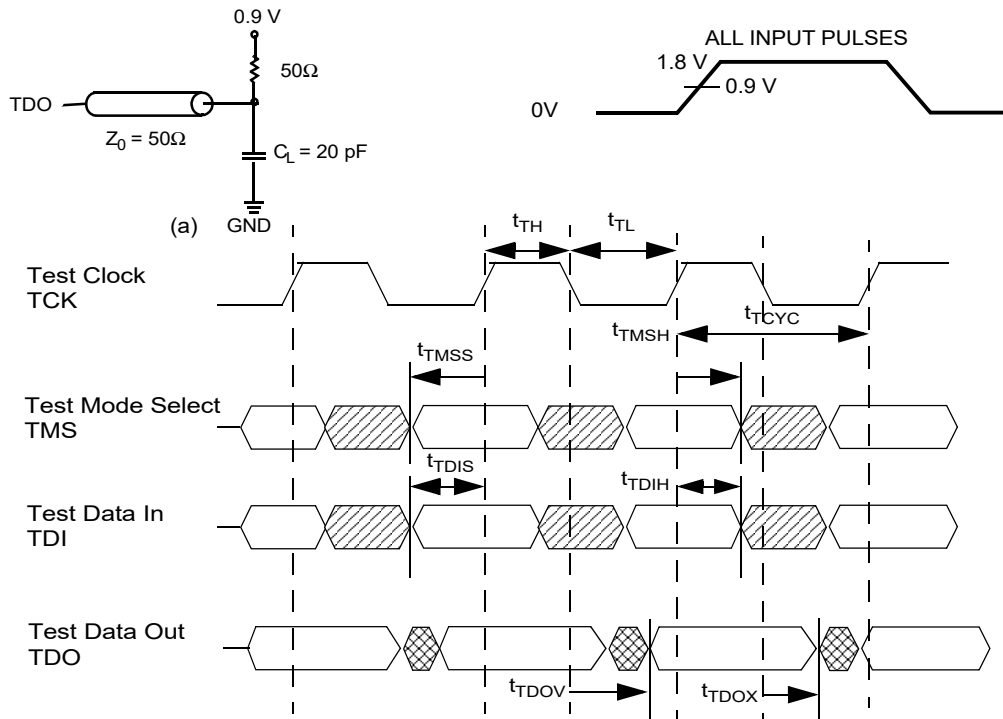 0.9 V
50Ω
TDO
Z0 = 50Ω
CL = 20 pF
GND
(a)
ALL INPUT PULSES
1.8 V
0.9 V
0V
tTH
tTL
Test Clock
TCK
tTMSH
tTCYC
tTMSS
Test Mode Select
TMS
tTDIS
tTDIH
Test Data In
TDI
Test Data Out
TDO
tTDOV
tTDOX